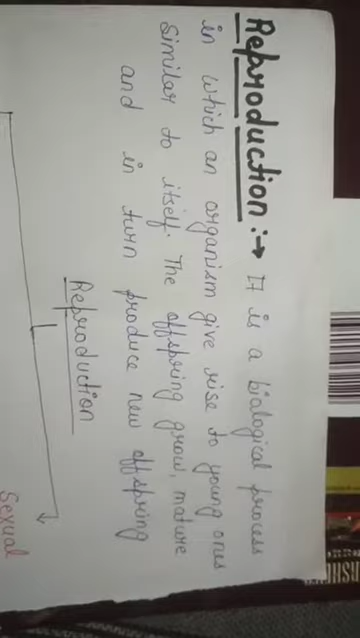 Reproduction :→ It is a biological process
in which an organism give rise to young ones
similar to itself. The offspring grow, mature
and in turn produce new offspring
Reproduction
Sexual